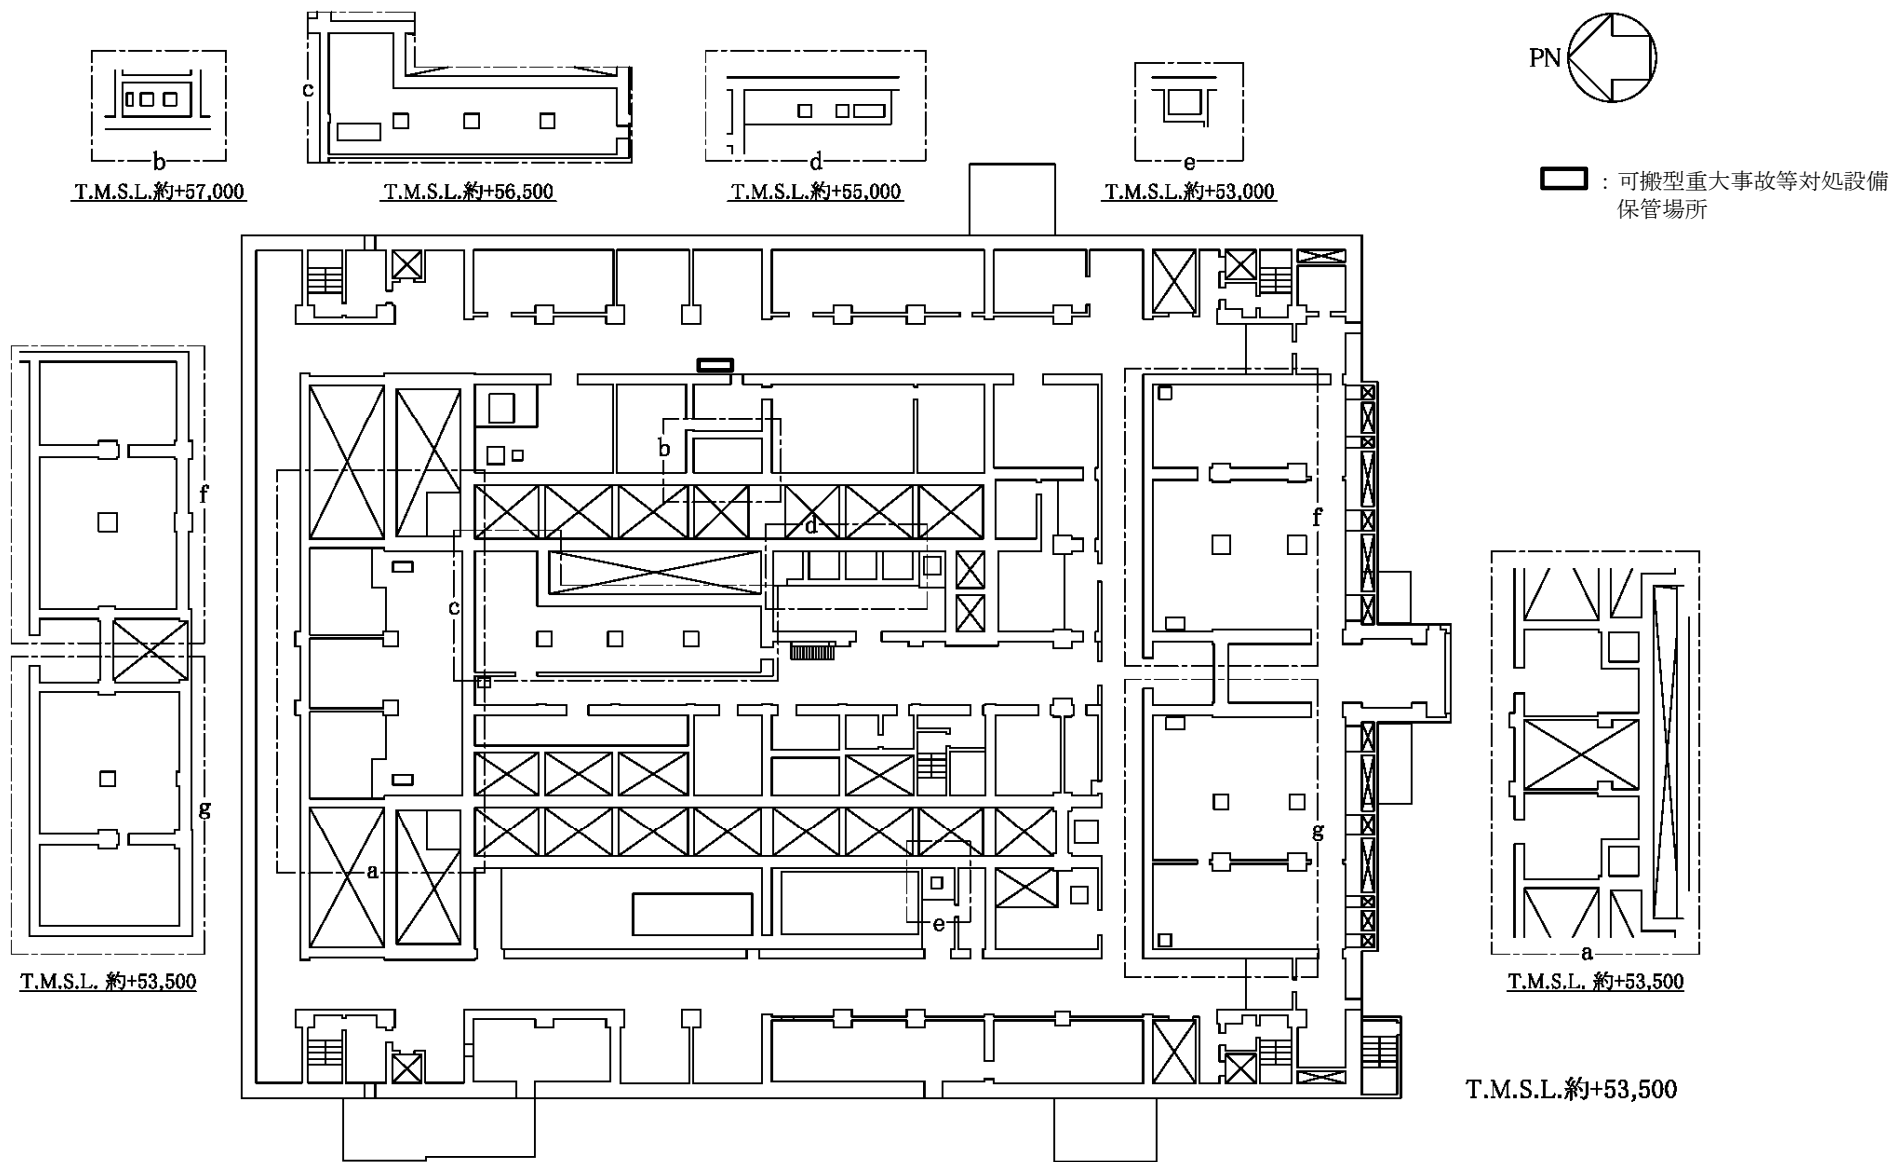 PN
c
b
T.M.S.L.約+57,000
T.M.S.L.約+56,500
d
T.M.S.L.約+55,000
e
T.M.S.L.約+53,000
：可搬型重大事故等対処設備
保管場所
f
g
T.M.S.L. 約+53,500
b
d
c
f
a
g
e
a
T.M.S.L. 約+53,500
T.M.S.L.約+53,500